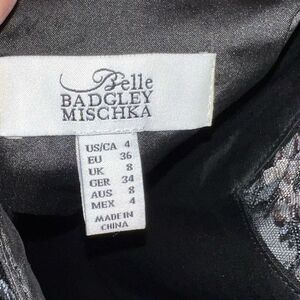 Belle
BADGLEY
MISCHKA
US/CA 4
EU 36
UK 8
GER 34
AUS 8
MEX 4
MADE IN
CHINA